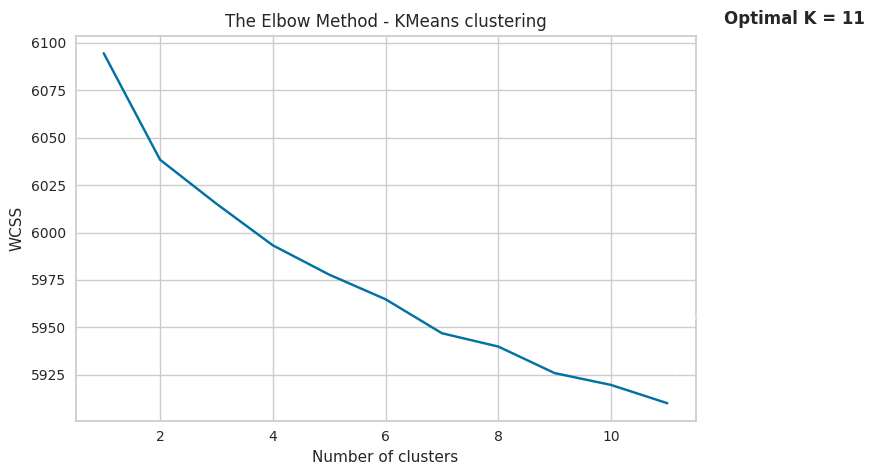 The Elbow Method - KMeans clustering
Optimal K = 11
6100
6075
6050
6025
6000
5975
5950
5925
WCSS
2 4 6 8 10
Number of clusters